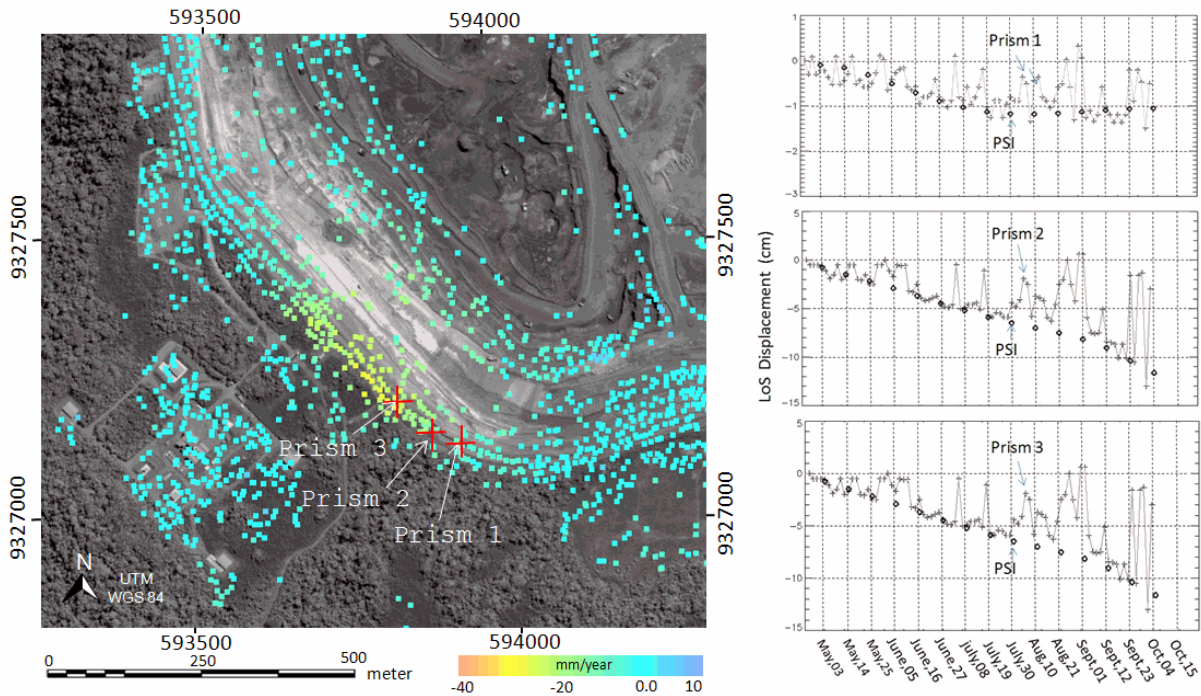 593500
594000
9327500
9327500
Prism 3
Prism 2
Prism 1
9327000
9327000
N
UTM
WGS 84
593500
594000
0
250
500
meter
mm/year
-40
-20
0.0
10
LoS Displacement (cm)
1
0
-1
-2
-3
Prism 1
PSI
5
0
-5
-10
-15
Prism 2
PSI
5
0
-5
-10
-15
Prism 3
PSI
May,03
May,14
May,25
June,05
June,16
June,27
july,08
July,19
July,30
Aug,10
Aug,21
Sept,01
Sept,12
Sept,23
Oct,04
Oct,15